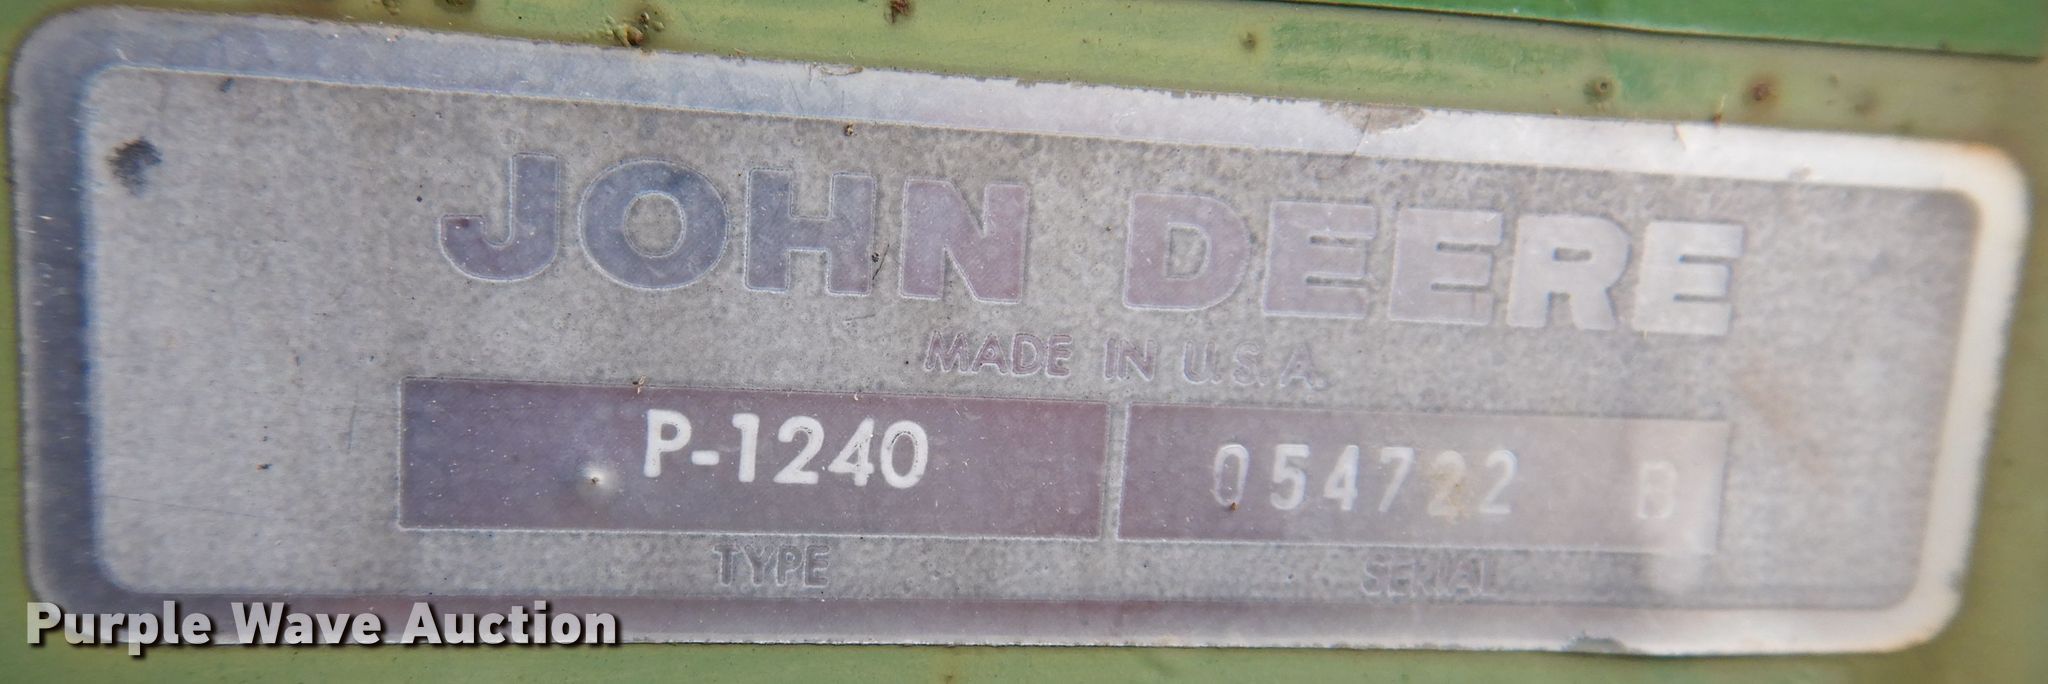 JOHN DEERE
MADE IN U.S.A.
P-1240 054722 B
TYPE SERIAL
Purple Wave Auction